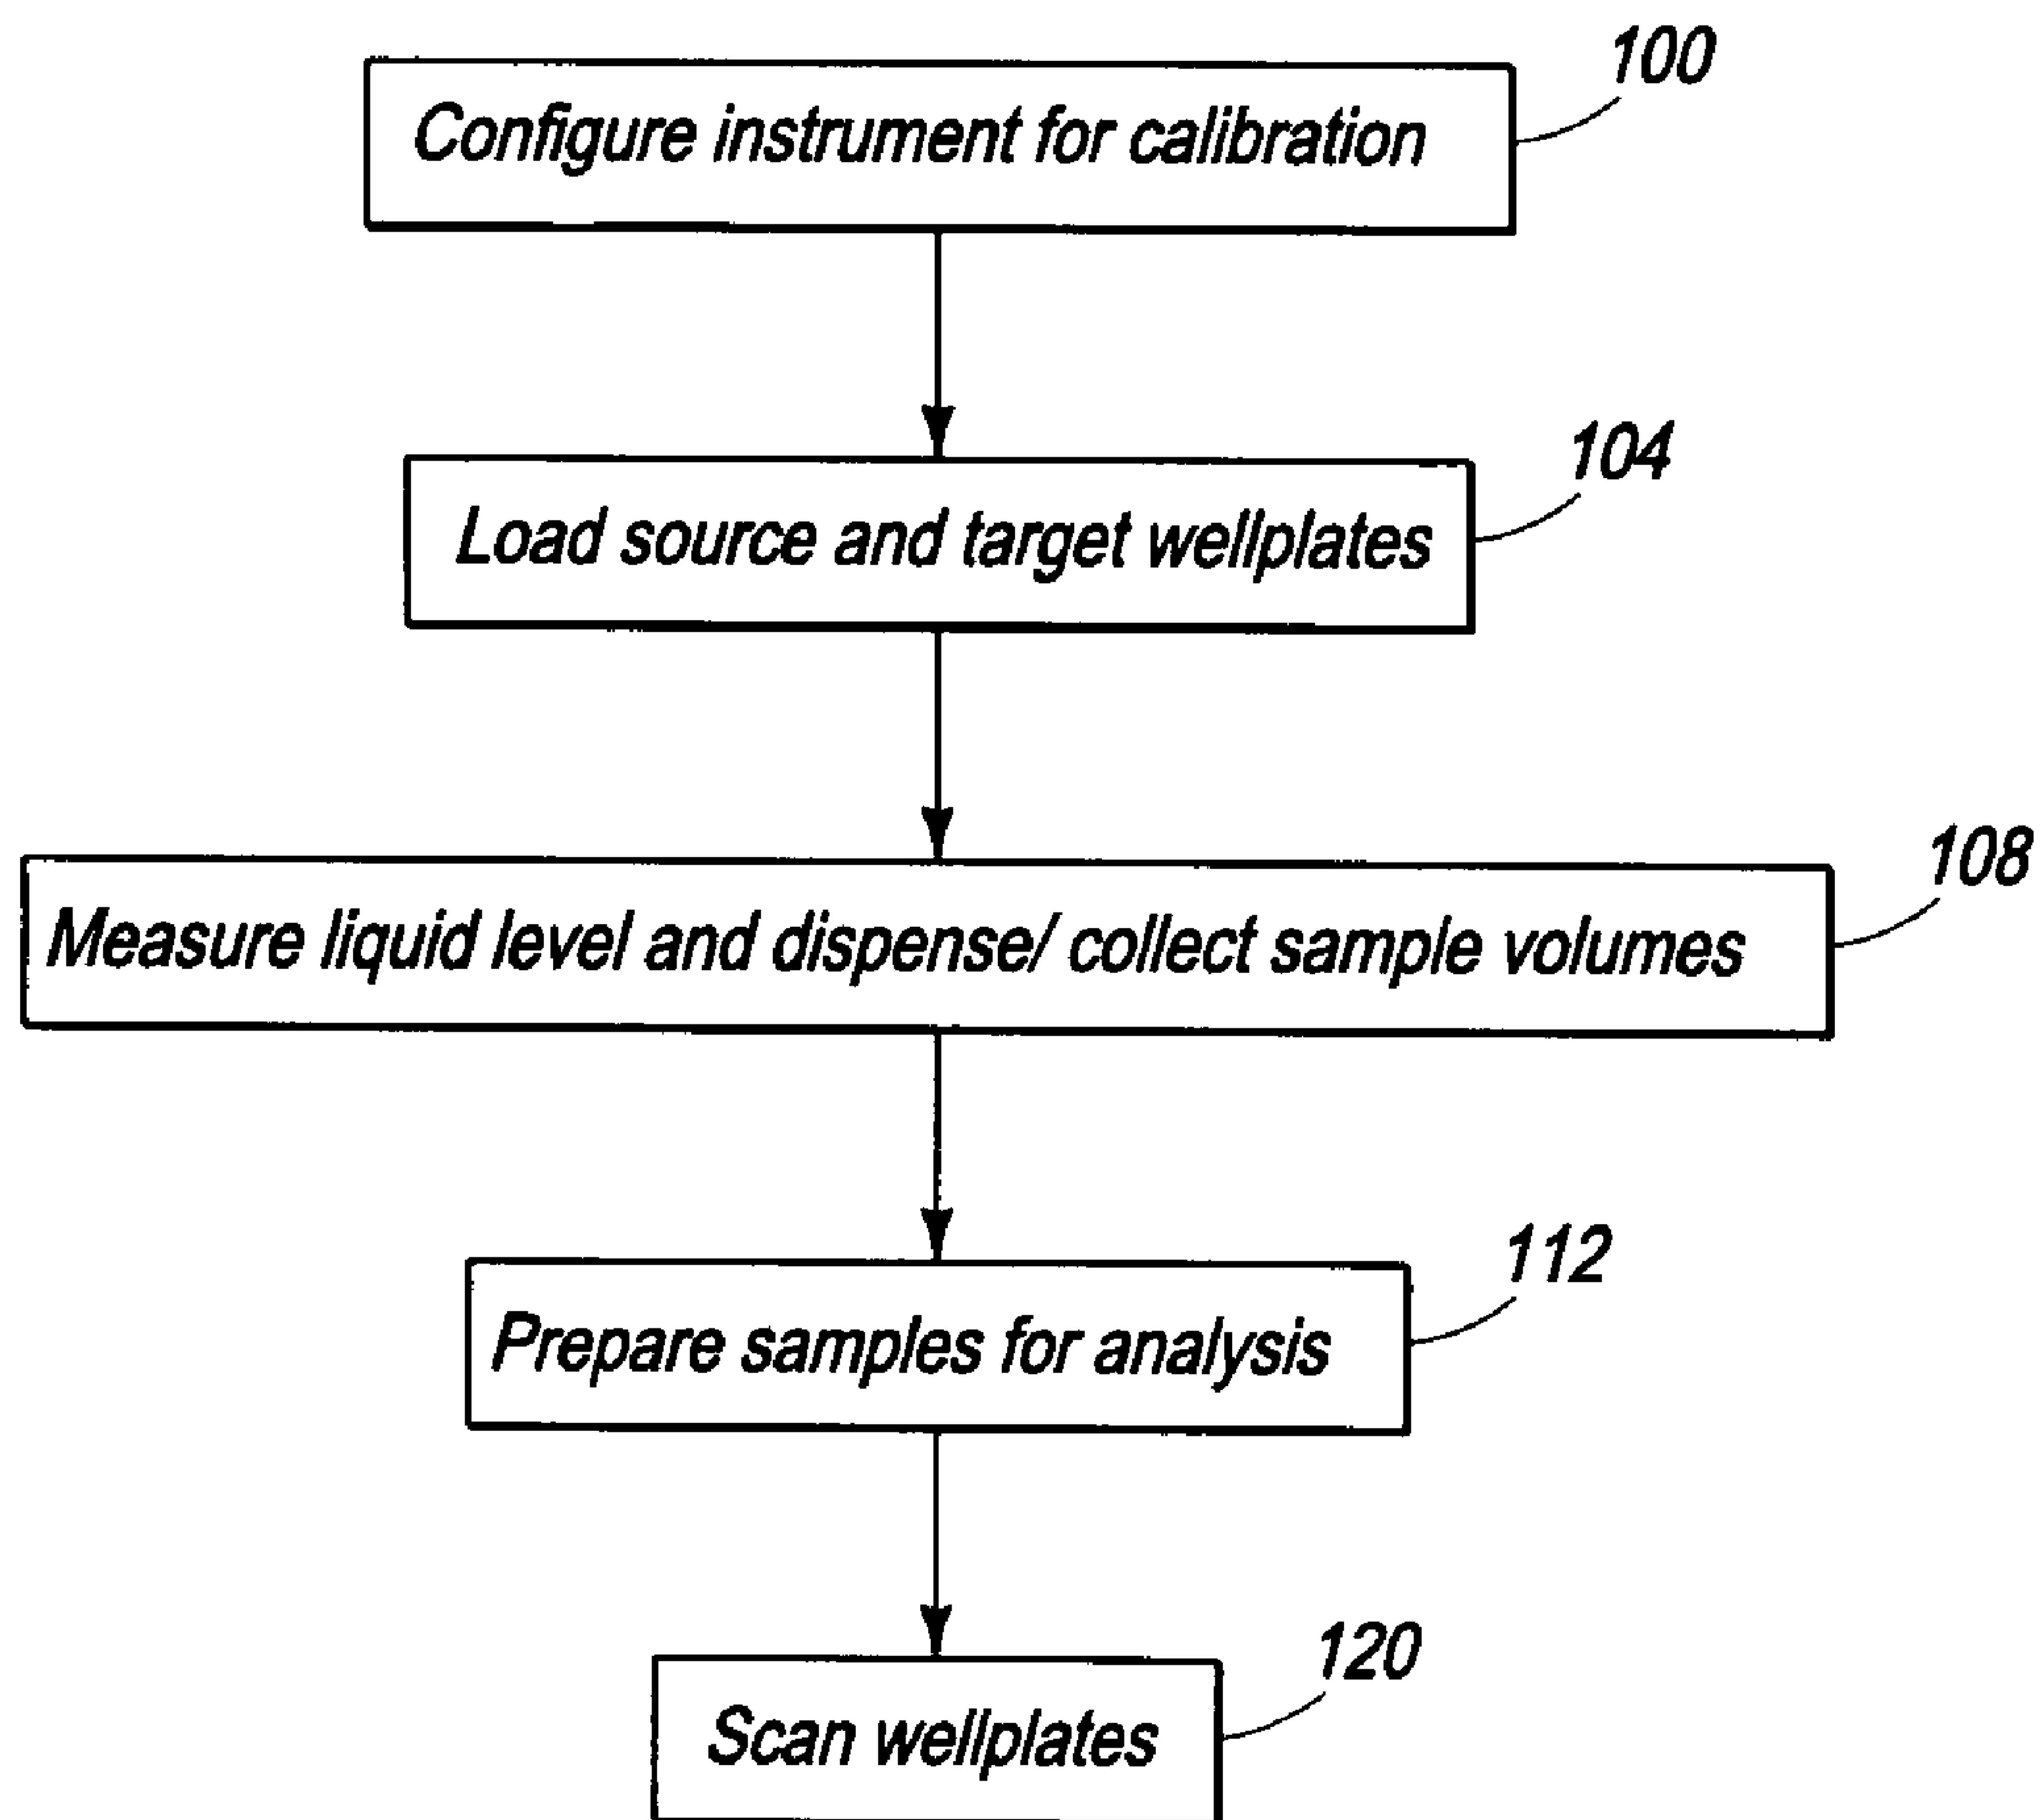 100
Configure instrument for calibration
104
Load source and target wellplates
108
Measure liquid level and dispense/ collect sample volumes
112
Prepare samples for analysis
120
Scan wellplates